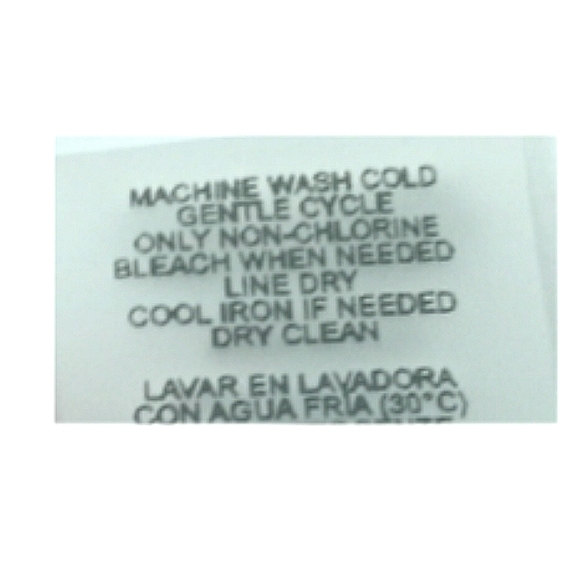 MACHINE WASH COLD
GENTLE CYCLE
ONLY NON-CHLORINE
BLEACH WHEN NEEDED
LINE DRY
COOL IRON IF NEEDED
DRY CLEAN
LAVAR EN LAVADORA
CON AGUA FRIA (30°C)